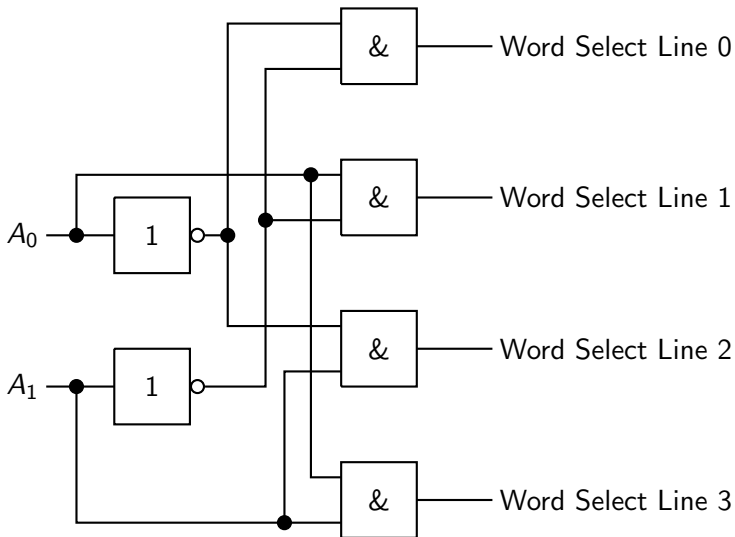 & Word Select Line 0
& Word Select Line 1
A₀ 1
& Word Select Line 2
A₁ 1
& Word Select Line 3